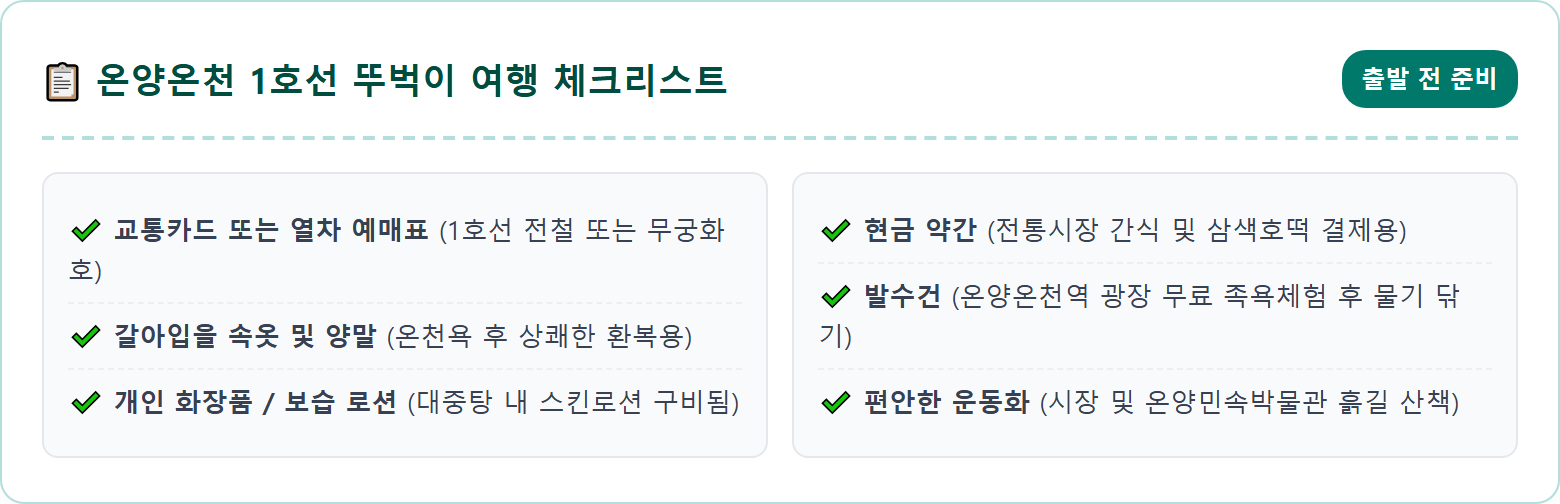 온양온천 1호선 뚜벅이 여행 체크리스트
출발 전 준비
교통카드 또는 열차 예매표 (1호선 전철 또는 무궁화
호)
갈아입을 속옷 및 양말 (온천욕 후 상쾌한 환복용)
개인 화장품 / 보습 로션 (대중탕 내 스킨로션 구비됨)
현금 약간 (전통시장 간식 및 삼색호떡 결제용)
발수건 (온양온천역 광장 무료 족욕체험 후 물기 닦
기)
편안한 운동화 (시장 및 온양민속박물관 흙길 산책)